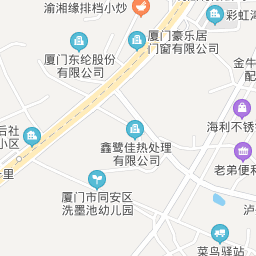 渝湘缘排档小炒
彩虹
厦门豪乐居
门窗有限公司
厦门东纶股份
有限公司
金牛
配
海利不锈
后社
小区
鑫鹭佳热处理
有限公司
老弟便利
里
厦门市同安区
洗墨池幼儿园
泸
菜鸟驿站